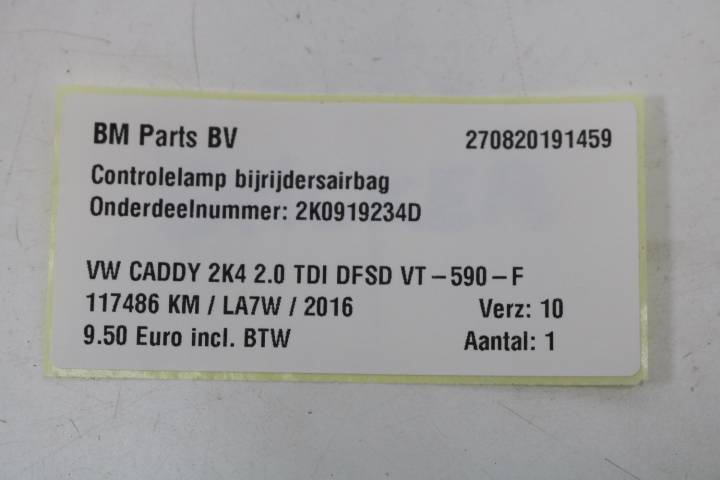 BM Parts BV 270820191459
Controlelamp bijrijdersairbag
Onderdeelnummer: 2K0919234D
VW CADDY 2K4 2.0 TDI DFSD VT-590-F
117486 KM / LA7W / 2016 Verz: 10
9.50 Euro incl. BTW Aantal: 1